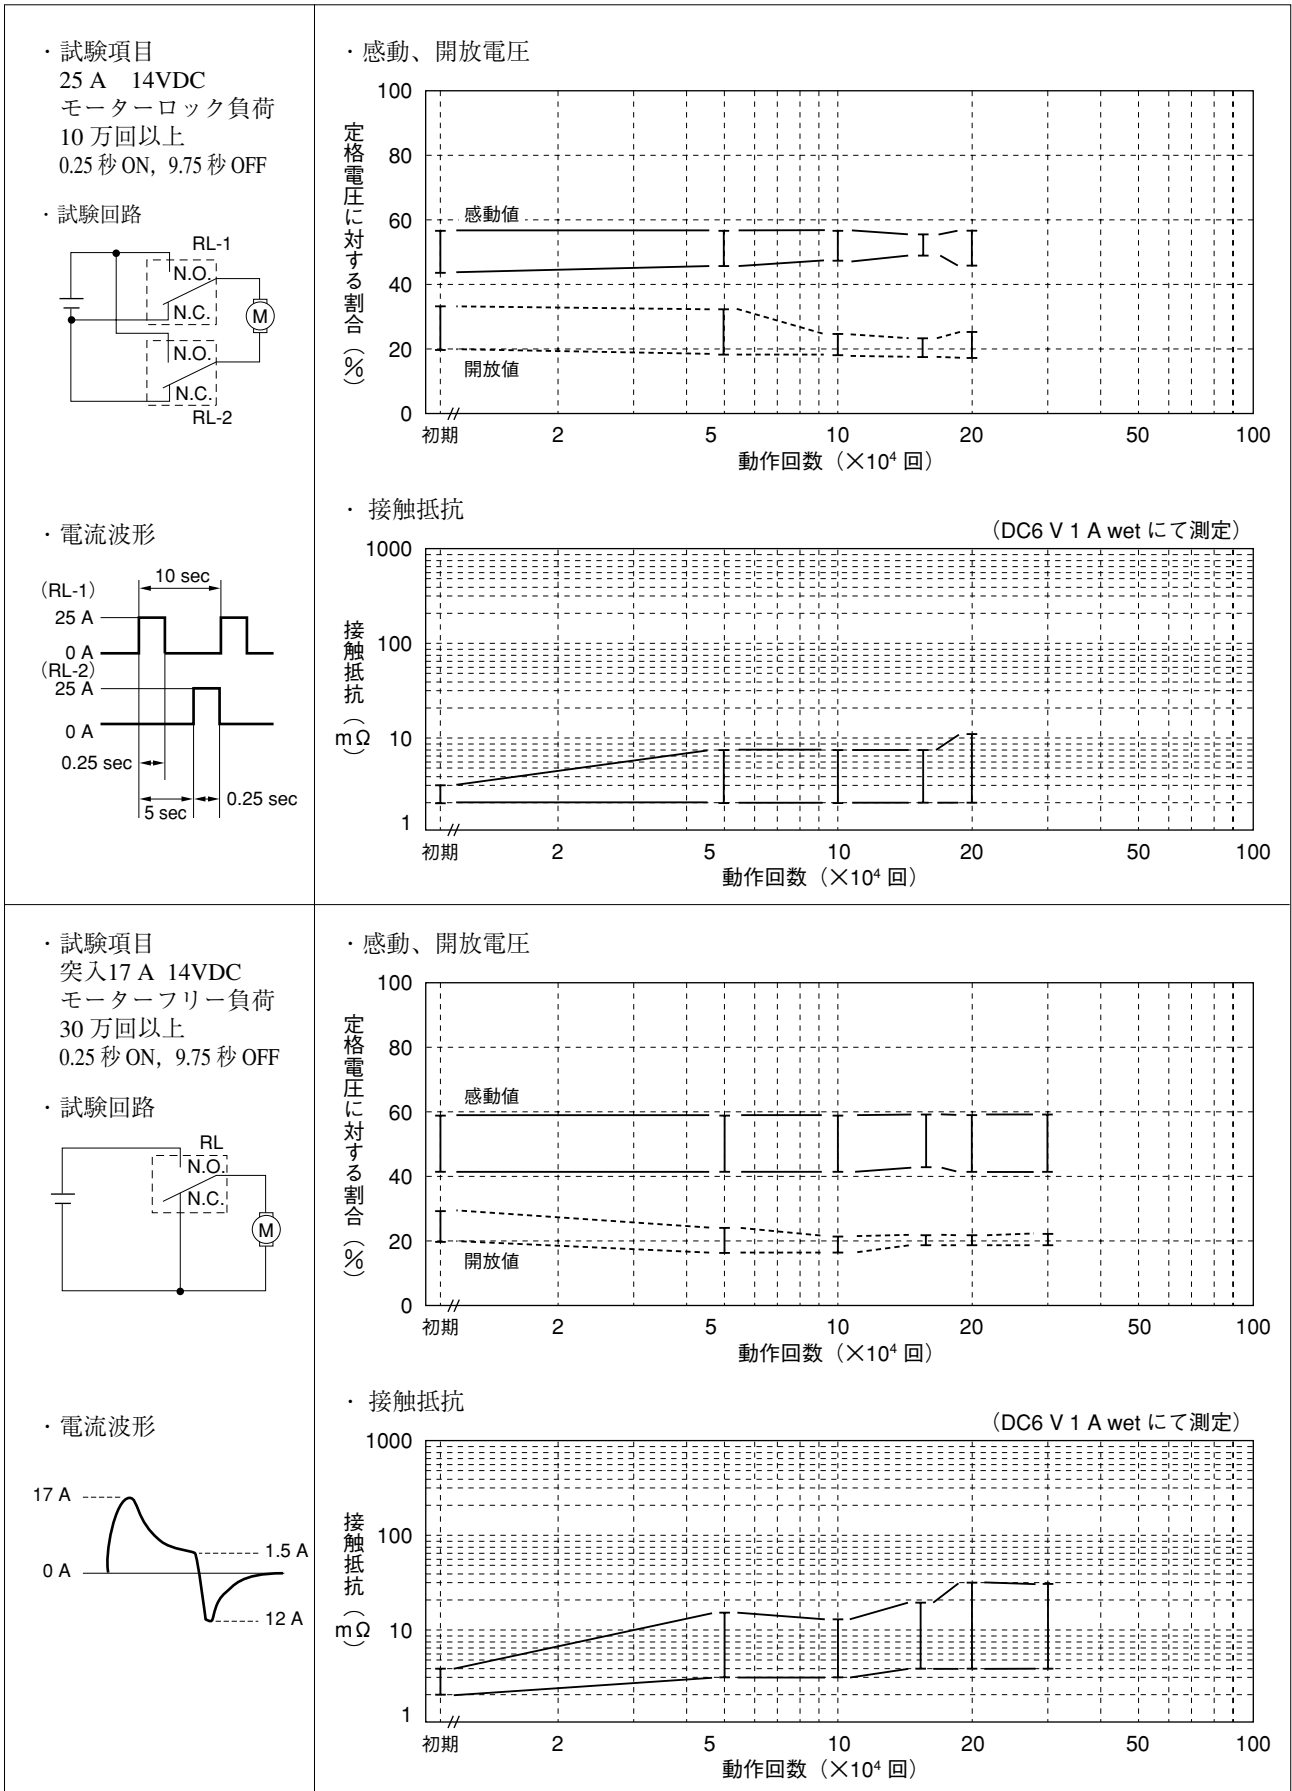 ・試験項目
25 A 14VDC
モーターロック負荷
10 万回以上
0.25 秒 ON, 9.75 秒 OFF
・試験回路
RL-1
N.O.
N.C.
M
N.O.
N.C.
RL-2
・電流波形
10 sec
(RL-1)
25 A
0 A
(RL-2)
25 A
0 A
0.25 sec
0.25 sec
5 sec
・感動、開放電圧
定格電圧に対する割合（％）
100
80
60
40
20
0
感動値
開放値
初期 2 5 10 20 50 100
動作回数（×10⁴ 回）
・ 接触抵抗
（DC6 V 1 A wet にて測定）
接触抵抗（mΩ）
1000
100
10
1
初期 2 5 10 20 50 100
動作回数（×10⁴ 回）
・試験項目
突入17 A 14VDC
モーターフリー負荷
30 万回以上
0.25 秒 ON, 9.75 秒 OFF
・試験回路
RL
N.O.
N.C.
M
・電流波形
17 A
1.5 A
0 A
12 A
・感動、開放電圧
定格電圧に対する割合（％）
100
80
60
40
20
0
感動値
開放値
初期 2 5 10 20 50 100
動作回数（×10⁴ 回）
・ 接触抵抗
（DC6 V 1 A wet にて測定）
接触抵抗（mΩ）
1000
100
10
1
初期 2 5 10 20 50 100
動作回数（×10⁴ 回）